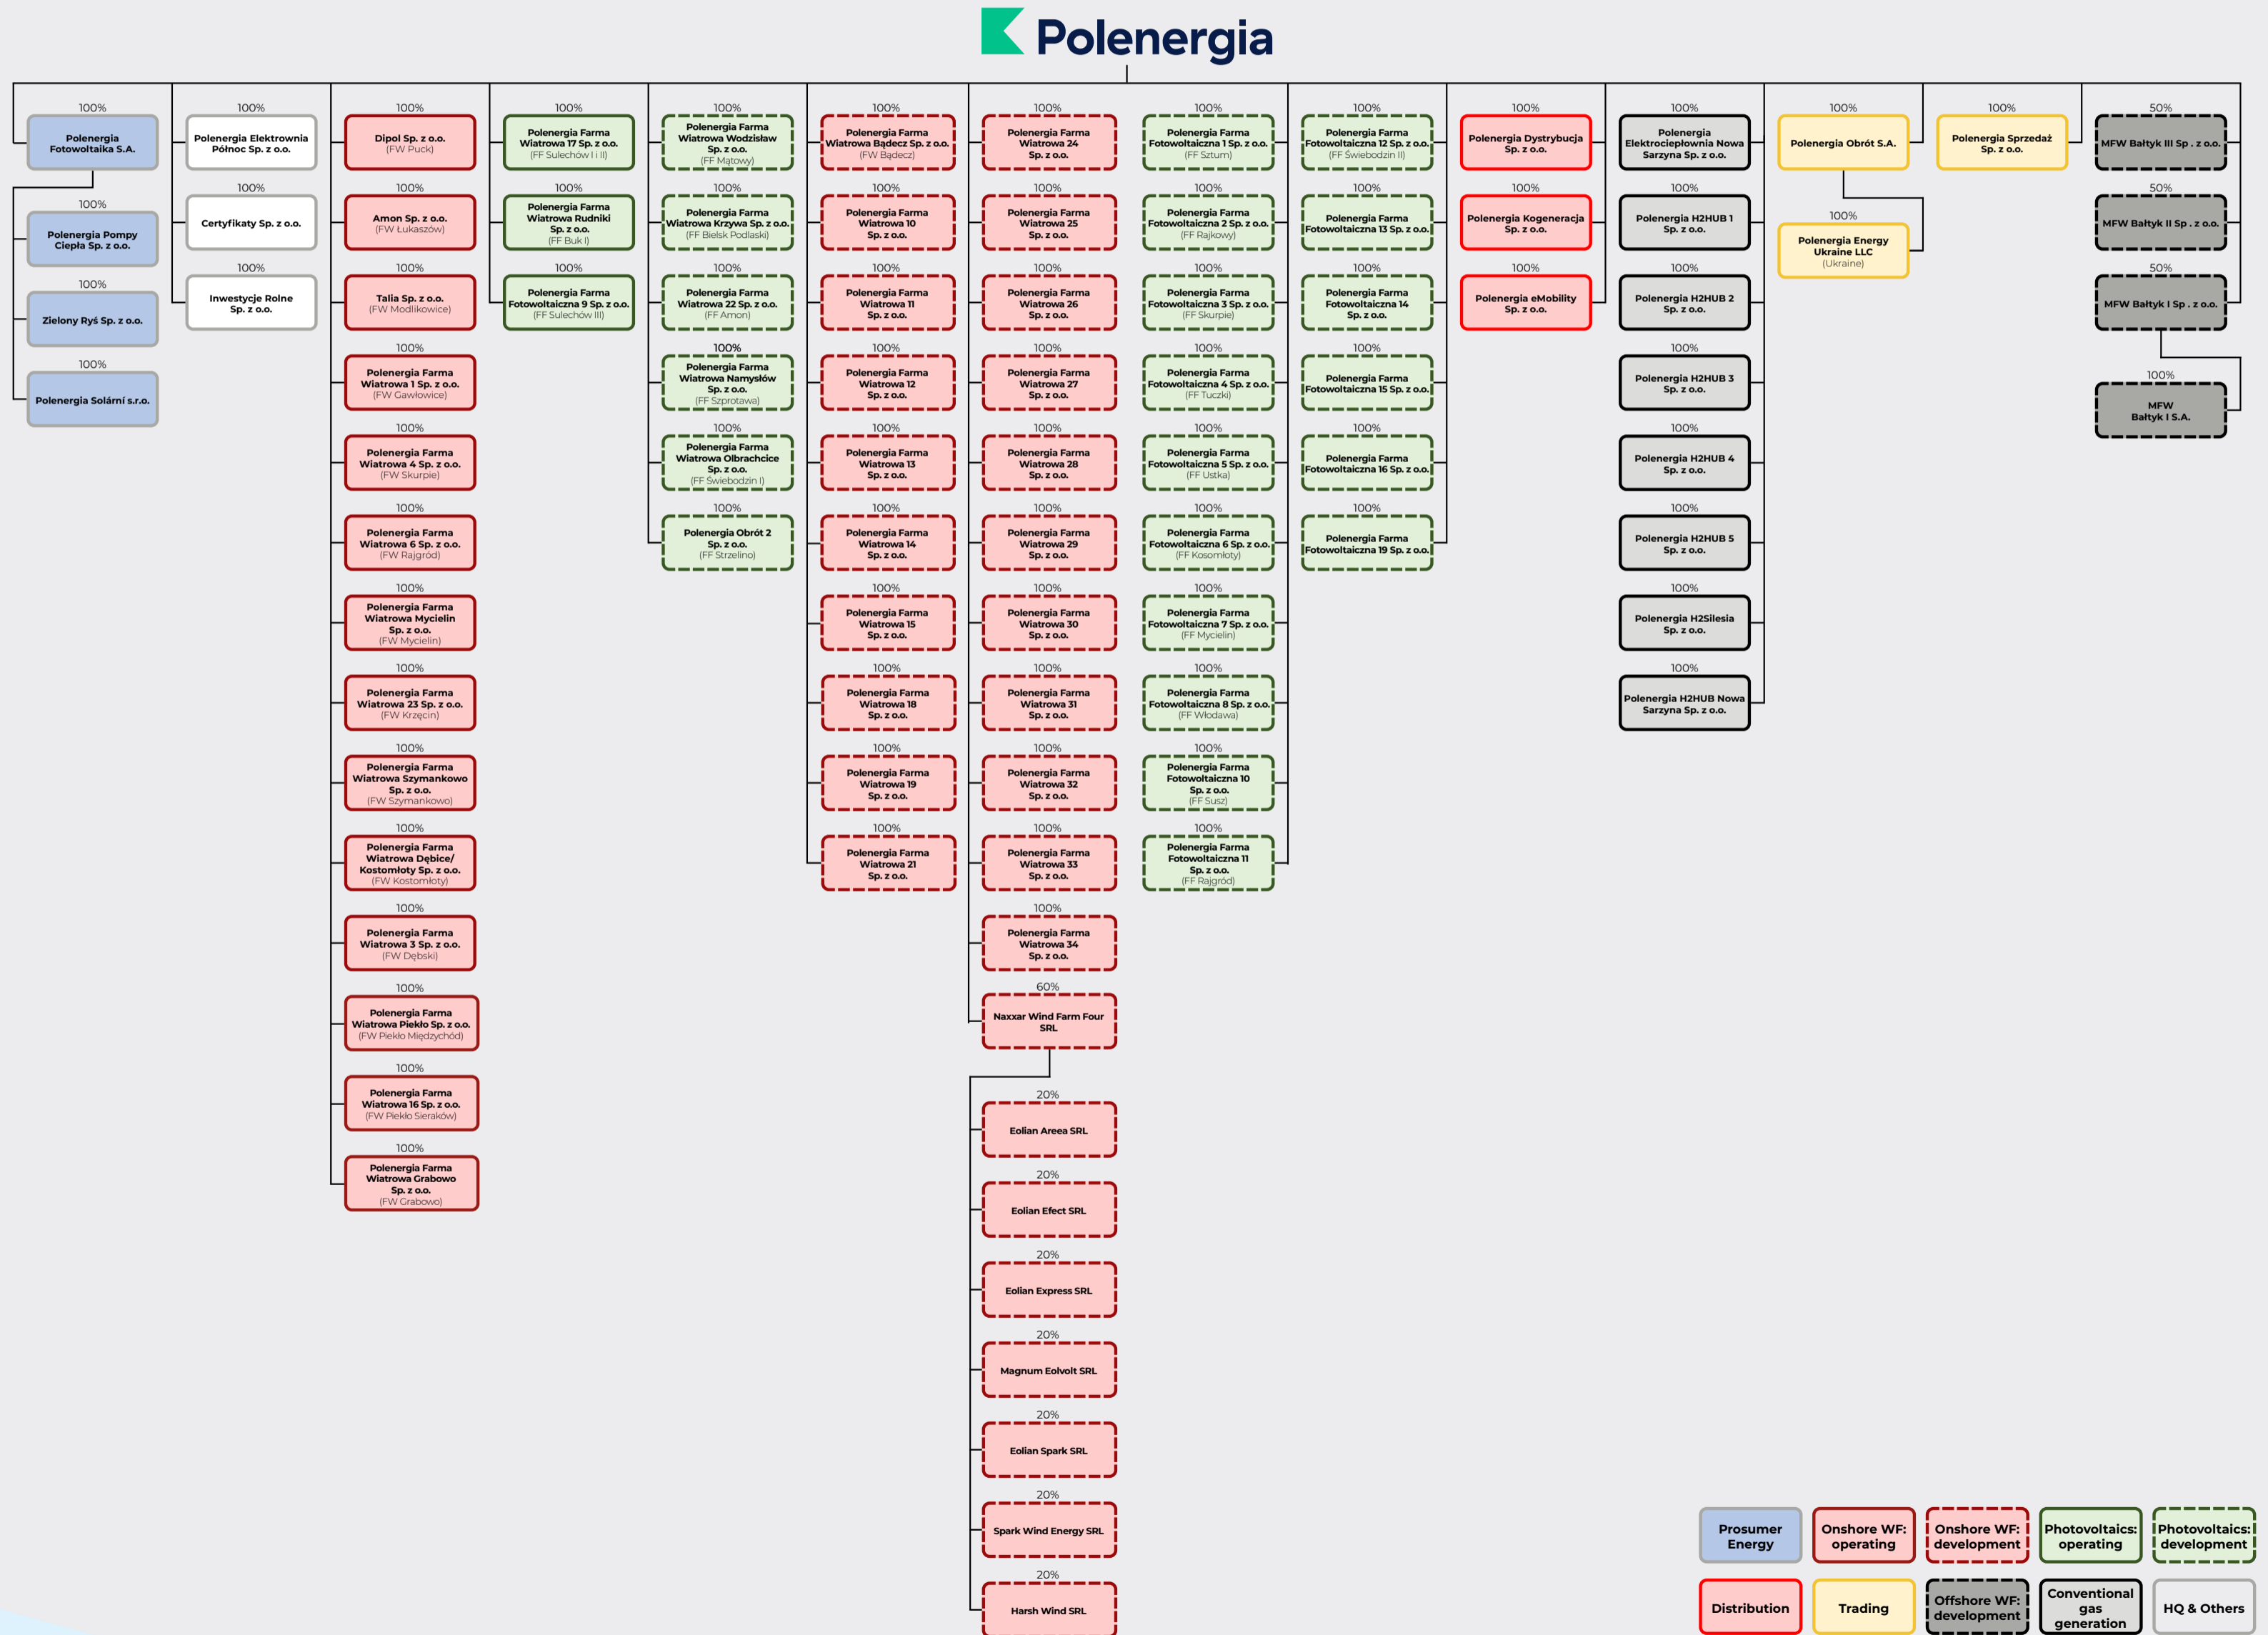 Polenergia
100%
Polenergia
Fotowoltaika S.A.
100%
Polenergia Pompy
Ciepła Sp. z o.o.
100%
Zielony Ryś Sp. z o.o.
100%
Polenergia Solární s.r.o.
100%
Polenergia Elektrownia
Północ Sp. z o.o.
100%
Certyfikaty Sp. z o.o.
100%
Inwestycje Rolne
Sp. z o.o.
100%
Dipol Sp. z o.o.
(FW Puck)
100%
Amon Sp. z o.o.
(FW Łukaszów)
100%
Talia Sp. z o.o.
(FW Modlikowice)
100%
Polenergia Farma
Wiatrowa 1 Sp. z o.o.
(FW Gawłowice)
100%
Polenergia Farma
Wiatrowa 4 Sp. z o.o.
(FW Skurpie)
100%
Polenergia Farma
Wiatrowa 6 Sp. z o.o.
(FW Rajgród)
100%
Polenergia Farma
Wiatrowa Mycielin
Sp. z o.o.
(FW Mycielin)
100%
Polenergia Farma
Wiatrowa 23 Sp. z o.o.
(FW Krzęcin)
100%
Polenergia Farma
Wiatrowa Szymankowo
Sp. z o.o.
(FW Szymankowo)
100%
Polenergia Farma
Wiatrowa Dębice/
Kostomłoty Sp. z o.o.
(FW Kostomłoty)
100%
Polenergia Farma
Wiatrowa 3 Sp. z o.o.
(FW Dębski)
100%
Polenergia Farma
Wiatrowa Piekło Sp. z o.o.
(FW Piekło Międzychód)
100%
Polenergia Farma
Wiatrowa 16 Sp. z o.o.
(FW Piekło Sieraków)
100%
Polenergia Farma
Wiatrowa Grabowo
Sp. z o.o.
(FW Grabowo)
100%
Polenergia Farma
Wiatrowa 17 Sp. z o.o.
(FF Sulechów I i II)
100%
Polenergia Farma
Wiatrowa Rudniki
Sp. z o.o.
(FF Buk I)
100%
Polenergia Farma
Fotowoltaiczna 9 Sp. z o.o.
(FF Sulechów III)
100%
Polenergia Farma
Wiatrowa Wodzisław
Sp. z o.o.
(FF Mątowy)
100%
Polenergia Farma
Wiatrowa Krzywa Sp. z o.o.
(FF Bielsk Podlaski)
100%
Polenergia Farma
Wiatrowa 22 Sp. z o.o.
(FF Amon)
100%
Polenergia Farma
Wiatrowa Namysłów
Sp. z o.o.
(FF Szprotawa)
100%
Polenergia Farma
Wiatrowa Olbrachcice
Sp. z o.o.
(FF Świebodzin I)
100%
Polenergia Obrót 2
Sp. z o.o.
(FF Strzelino)
100%
Polenergia Farma
Wiatrowa Bądecz Sp. z o.o.
(FW Bądecz)
100%
Polenergia Farma
Wiatrowa 10
Sp. z o.o.
100%
Polenergia Farma
Wiatrowa 11
Sp. z o.o.
100%
Polenergia Farma
Wiatrowa 12
Sp. z o.o.
100%
Polenergia Farma
Wiatrowa 13
Sp. z o.o.
100%
Polenergia Farma
Wiatrowa 14
Sp. z o.o.
100%
Polenergia Farma
Wiatrowa 15
Sp. z o.o.
100%
Polenergia Farma
Wiatrowa 18
Sp. z o.o.
100%
Polenergia Farma
Wiatrowa 19
Sp. z o.o.
100%
Polenergia Farma
Wiatrowa 21
Sp. z o.o.
100%
Polenergia Farma
Wiatrowa 24
Sp. z o.o.
100%
Polenergia Farma
Wiatrowa 25
Sp. z o.o.
100%
Polenergia Farma
Wiatrowa 26
Sp. z o.o.
100%
Polenergia Farma
Wiatrowa 27
Sp. z o.o.
100%
Polenergia Farma
Wiatrowa 28
Sp. z o.o.
100%
Polenergia Farma
Wiatrowa 29
Sp. z o.o.
100%
Polenergia Farma
Wiatrowa 30
Sp. z o.o.
100%
Polenergia Farma
Wiatrowa 31
Sp. z o.o.
100%
Polenergia Farma
Wiatrowa 32
Sp. z o.o.
100%
Polenergia Farma
Wiatrowa 33
Sp. z o.o.
100%
Polenergia Farma
Wiatrowa 34
Sp. z o.o.
60%
Naxxar Wind Farm Four
SRL
20%
Eolian Areea SRL
20%
Eolian Efect SRL
20%
Eolian Express SRL
20%
Magnum Eolvolt SRL
20%
Eolian Spark SRL
20%
Spark Wind Energy SRL
20%
Harsh Wind SRL
100%
Polenergia Farma
Fotowoltaiczna 1 Sp. z o.o.
(FF Sztum)
100%
Polenergia Farma
Fotowoltaiczna 2 Sp. z o.o.
(FF Rajkowy)
100%
Polenergia Farma
Fotowoltaiczna 3 Sp. z o.o.
(FF Skurpie)
100%
Polenergia Farma
Fotowoltaiczna 4 Sp. z o.o.
(FF Tuczki)
100%
Polenergia Farma
Fotowoltaiczna 5 Sp. z o.o.
(FF Ustka)
100%
Polenergia Farma
Fotowoltaiczna 6 Sp. z o.o.
(FF Kosomłoty)
100%
Polenergia Farma
Fotowoltaiczna 7 Sp. z o.o.
(FF Mycielin)
100%
Polenergia Farma
Fotowoltaiczna 8 Sp. z o.o.
(FF Włodawa)
100%
Polenergia Farma
Fotowoltaiczna 10
Sp. z o.o.
(FF Susz)
100%
Polenergia Farma
Fotowoltaiczna 11
Sp. z o.o.
(FF Rajgród)
100%
Polenergia Farma
Fotowoltaiczna 12 Sp. z o.o.
(FF Świebodzin II)
100%
Polenergia Farma
Fotowoltaiczna 13 Sp. z o.o.
100%
Polenergia Farma
Fotowoltaiczna 14
Sp. z o.o.
100%
Polenergia Farma
Fotowoltaiczna 15 Sp. z o.o.
100%
Polenergia Farma
Fotowoltaiczna 16 Sp. z o.o.
100%
Polenergia Farma
Fotowoltaiczna 19 Sp. z o.o.
100%
Polenergia Dystrybucja
Sp. z o.o.
100%
Polenergia Kogeneracja
Sp. z o.o.
100%
Polenergia eMobility
Sp. z o.o.
100%
Polenergia
Elektrociepłownia Nowa
Sarzyna Sp. z o.o.
100%
Polenergia H2HUB 1
Sp. z o.o.
100%
Polenergia H2HUB 2
Sp. z o.o.
100%
Polenergia H2HUB 3
Sp. z o.o.
100%
Polenergia H2HUB 4
Sp. z o.o.
100%
Polenergia H2HUB 5
Sp. z o.o.
100%
Polenergia H2Silesia
Sp. z o.o.
100%
Polenergia H2HUB Nowa
Sarzyna Sp. z o.o.
100%
Polenergia Obrót S.A.
100%
Polenergia Energy
Ukraine LLC
(Ukraine)
100%
Polenergia Sprzedaż
Sp. z o.o.
50%
MFW Bałtyk III Sp . z o.o.
50%
MFW Bałtyk II Sp . z o.o.
50%
MFW Bałtyk I Sp . z o.o.
100%
MFW
Bałtyk I S.A.
Prosumer
Energy
Onshore WF:
operating
Onshore WF:
development
Photovoltaics:
operating
Photovoltaics:
development
Distribution
Trading
Offshore WF:
development
Conventional
gas
generation
HQ & Others